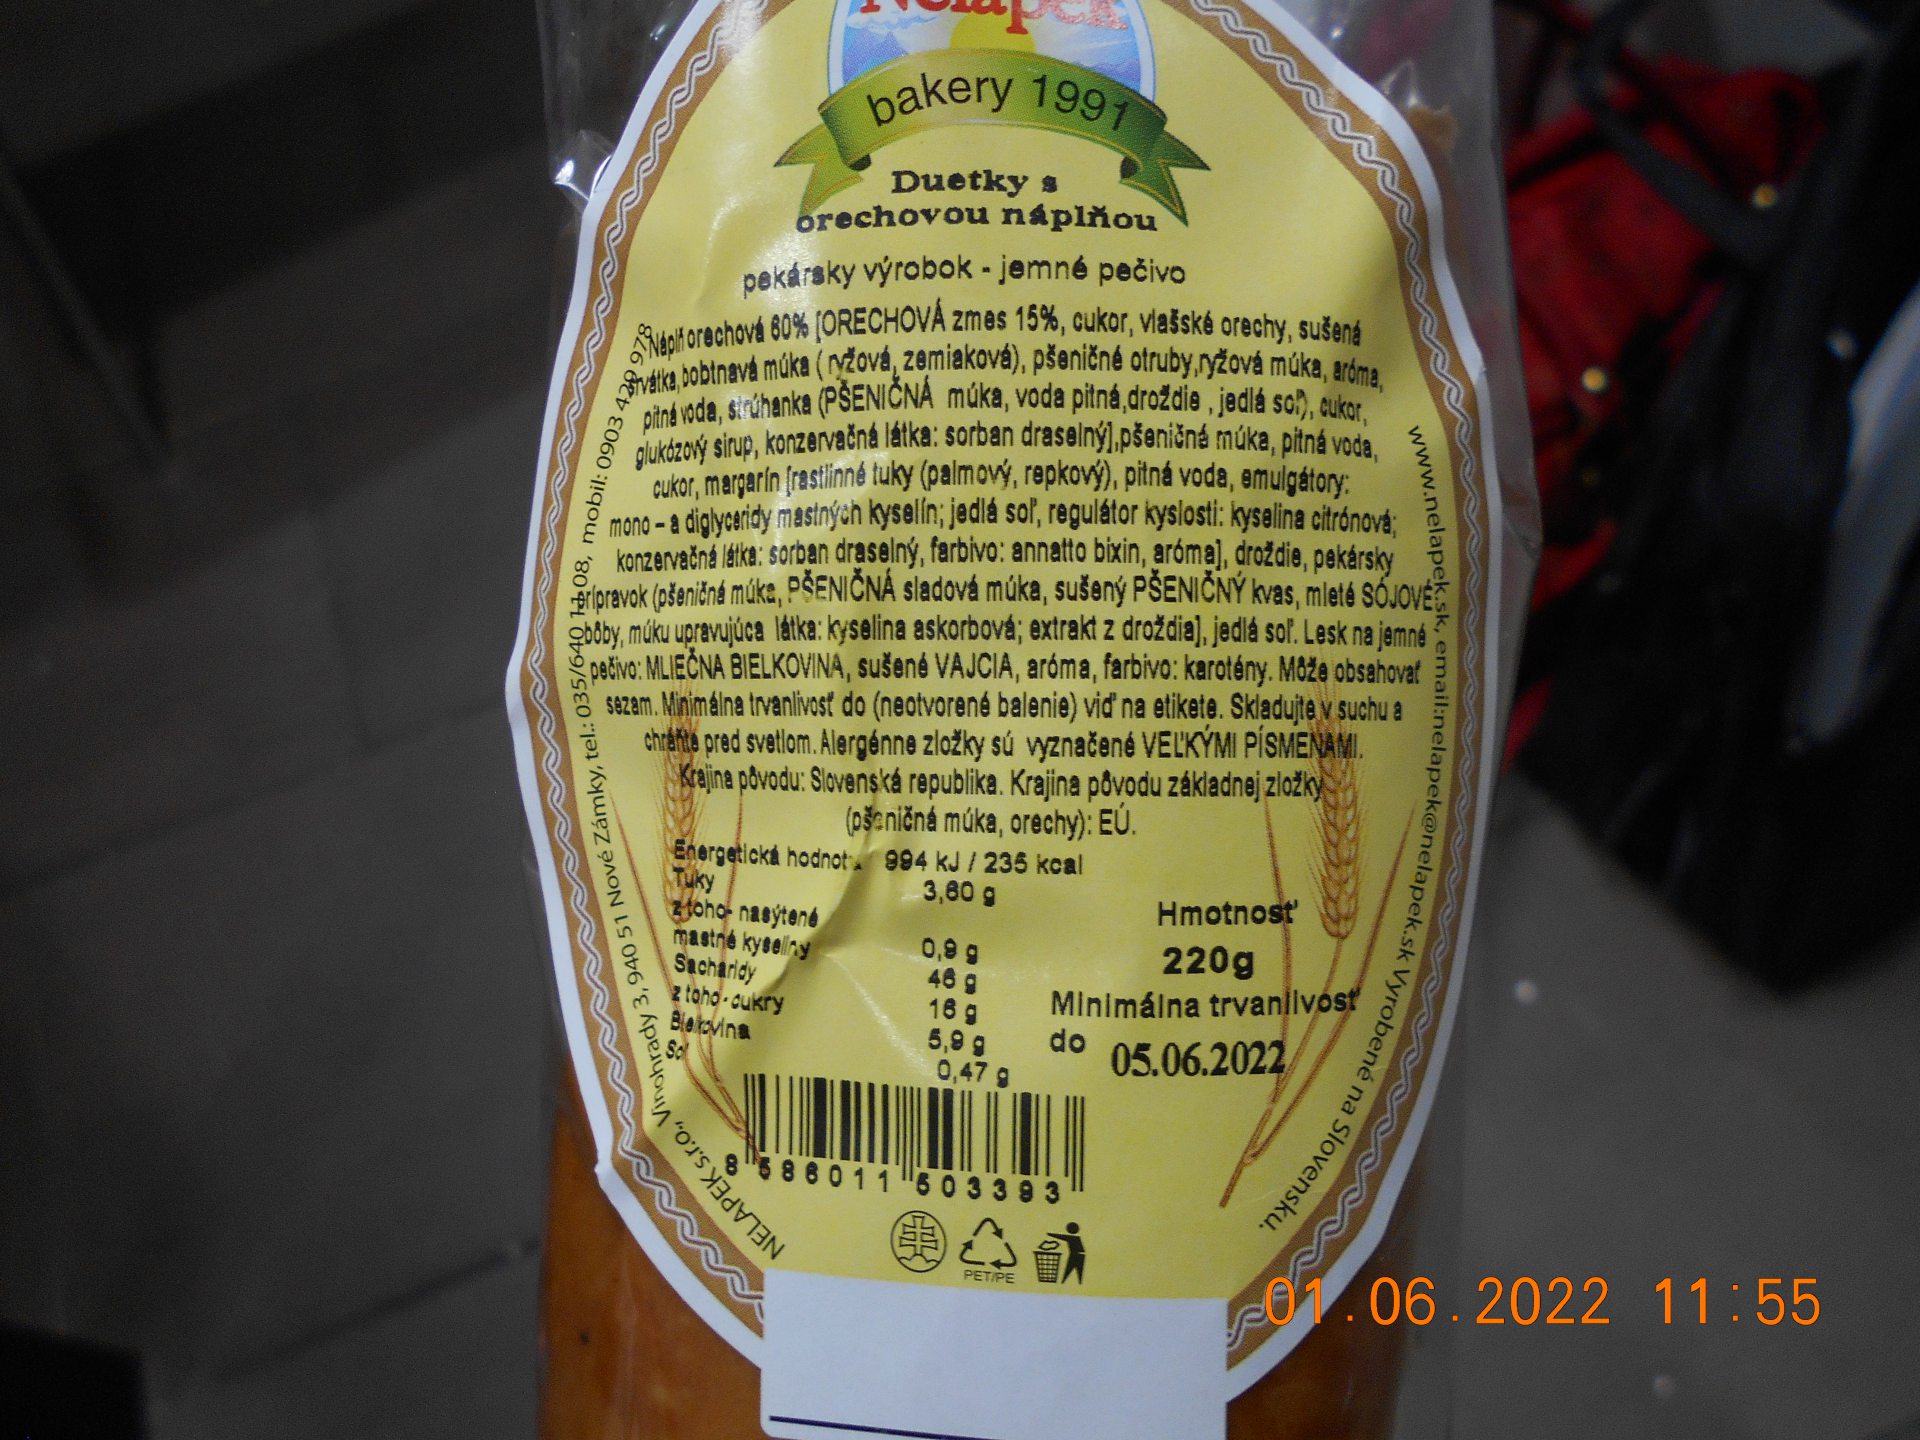 Nelapek
bakery 1991
Duetky s
orechovou náplňou
pekársky výrobok - jemné pečivo
Náplň orechová 60% [ORECHOVÁ zmes 15%, cukor, vlašské orechy, sušená
srvátka, bobtnavá múka ( ryžová, zemiaková), pšeničné otruby,ryžová múka, aróma,
pitná voda, strúhanka (PŠENIČNÁ múka, voda pitná,droždie , jedlá soľ), cukor,
glukózový sirup, konzervačná látka: sorban draselný],pšeničná múka, pitná voda,
cukor, margarín [rastlinné tuky (palmový, repkový), pitná voda, emulgátory:
mono – a diglyceridy mastných kyselín; jedlá soľ, regulátor kyslosti: kyselina citrónová;
konzervačná látka: sorban draselný, farbivo: annatto bixin, aróma], droždie, pekársky
prípravok (pšeničná múka, PŠENIČNÁ sladová múka, sušený PŠENIČNÝ kvas, mleté SÓJOVÉ
bôby, múku upravujúca látka: kyselina askorbová; extrakt z droždia], jedlá soľ. Lesk na jemné
pečivo: MLIEČNA BIELKOVINA, sušené VAJCIA, aróma, farbivo: karotény. Môže obsahovať
sezam. Minimálna trvanlivosť do (neotvorené balenie) viď na etikete. Skladujte v suchu a
chráňte pred svetlom. Alergénne zložky sú vyznačené VEĽKÝMI PÍSMENAMI.
Krajina pôvodu: Slovenská republika. Krajina pôvodu základnej zložky
(pšeničná múka, orechy): EÚ.
Energetická hodnota 994 kJ / 235 kcal
Tuky 3,60 g
z toho- nasýtené
mastné kyseliny 0,9 g
Sacharidy 46 g
z toho - cukry 16 g
Bielkovina 5,9 g
Soľ 0,47 g
Hmotnosť
220g
Minimálna trvanlivosť
do 05.06.2022
8 586011 503393
PET/PE
NELAPEK s.r.o., Vinohrady 3, 940 51 Nové Zámky, tel.: 035/640 11 08, mobil: 0903 429 978
www.nelapek.sk, email:nelapek@nelapek.sk Vyrobené na Slovensku.
01.06.2022 11:55